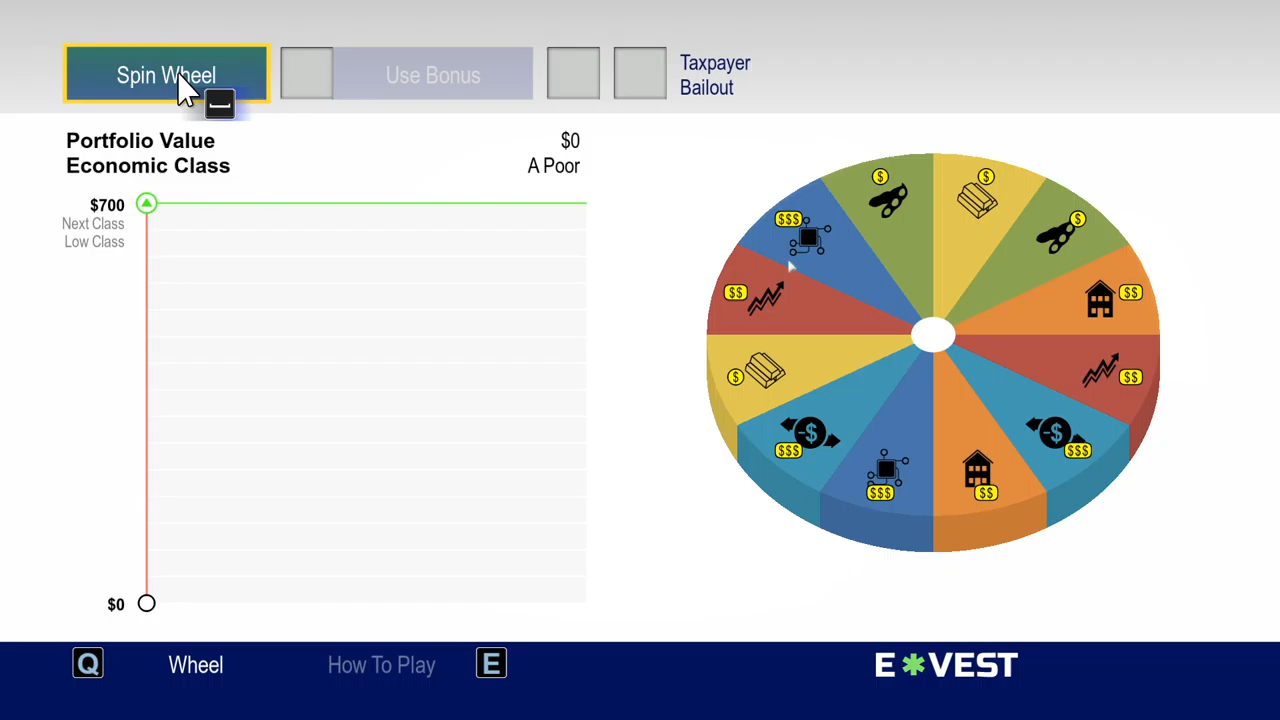 Spin Wheel
Use Bonus
Taxpayer
Bailout
Portfolio Value $0
Economic Class A Poor
$700
Next Class
Low Class
$0
$
$
$$$
$
$$
$$
$$
$
$$
-$
-$
$$$
$$$
$$$
$$
Q Wheel How To Play E E*VEST